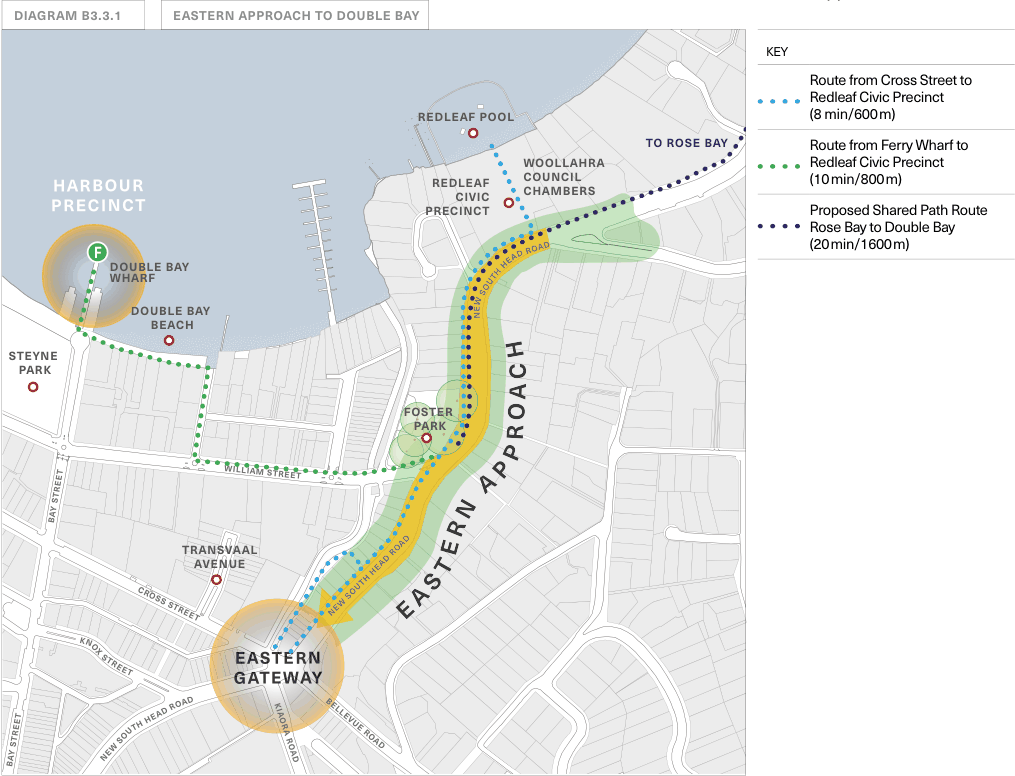 DIAGRAM B3.3.1
EASTERN APPROACH TO DOUBLE BAY
KEY
Route from Cross Street to
Redleaf Civic Precinct
(8 min/600 m)
Route from Ferry Wharf to
Redleaf Civic Precinct
(10 min/800 m)
Proposed Shared Path Route
Rose Bay to Double Bay
(20 min/1600 m)
REDLEAF POOL
TO ROSE BAY
WOOLLAHRA
COUNCIL
CHAMBERS
REDLEAF
CIVIC
PRECINCT
HARBOUR
PRECINCT
F
DOUBLE BAY
WHARF
DOUBLE BAY
BEACH
STEYNE
PARK
NEW SOUTH HEAD ROAD
FOSTER
PARK
EASTERN APPROACH
WILLIAM STREET
BAY STREET
TRANSVAAL
AVENUE
NEW SOUTH HEAD ROAD
CROSS STREET
KNOX STREET
EASTERN
GATEWAY
NEW SOUTH HEAD ROAD
KIAORA ROAD
BELLEVUE ROAD
BAY STREET